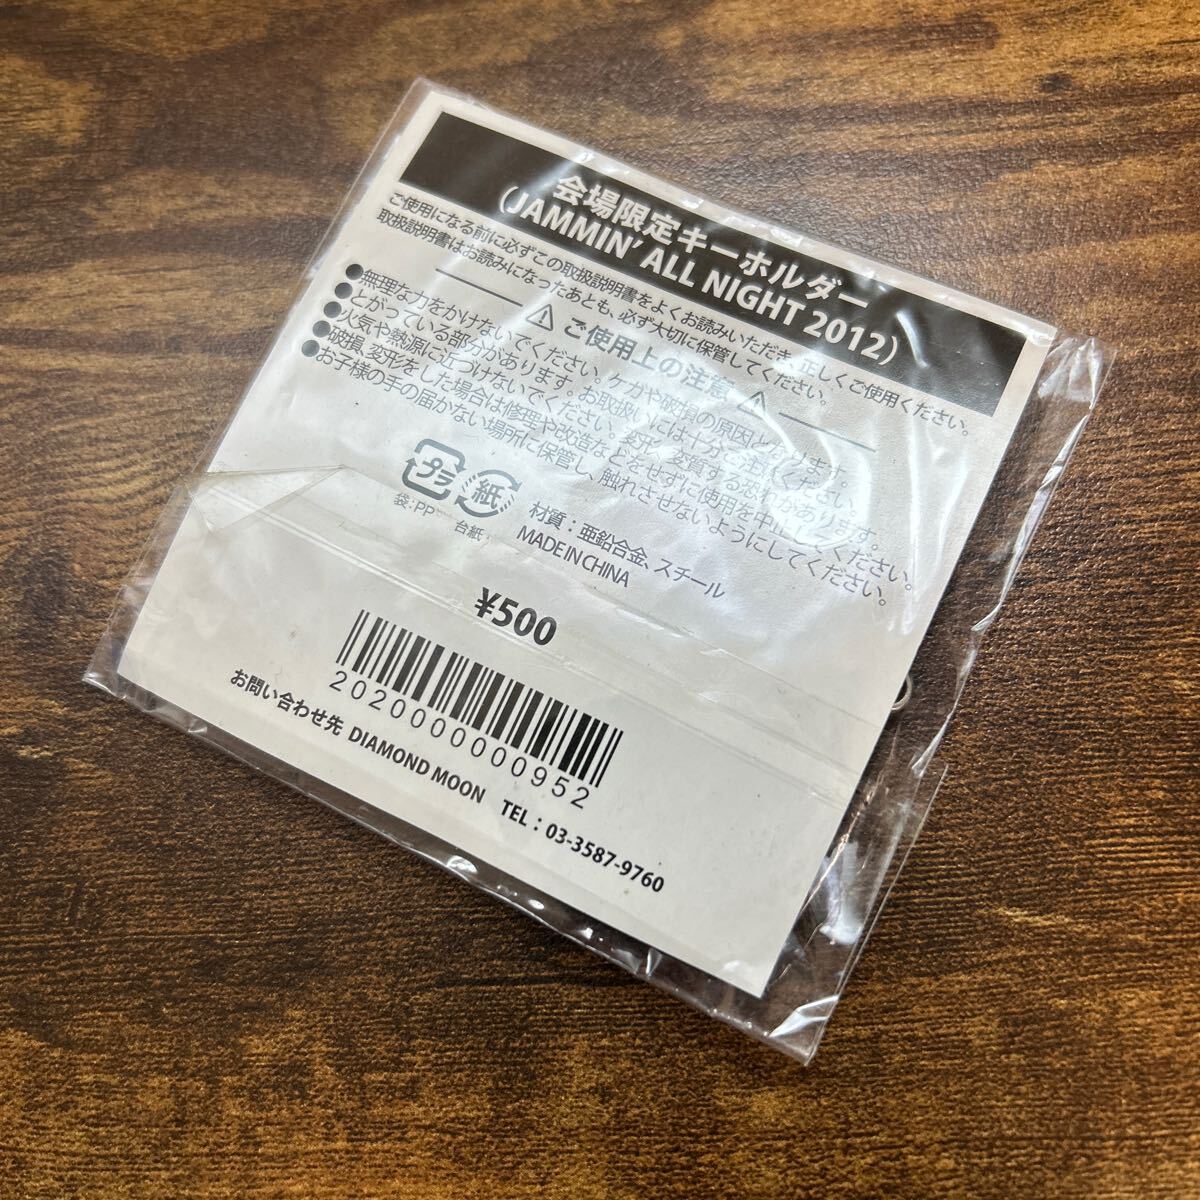 会場限定キーホルダー
（JAMMIN' ALL NIGHT 2012）
ご使用になる前に必ずこの取扱説明書をよくお読みいただき、正しくご使用ください。
取扱説明書はお読みになったあとも、必ず大切に保管してください。
ご使用上の注意
●無理な力をかけないでください。ケガや破損の原因となります。
●とがっている部分があります。お取扱いには十分ご注意ください。
●火気や熱源に近づけないでください。変形、変質する恐れがあります。
●破損、変形をした場合は修理や改造などをせずに使用を中止してください。
●お子様の手の届かない場所に保管し、触れさせないようにしてください。
プラ 紙
袋：PP 台紙
材質：亜鉛合金、スチール
MADE IN CHINA
¥500
2020000000952
お問い合わせ先 DIAMOND MOON TEL：03-3587-9760